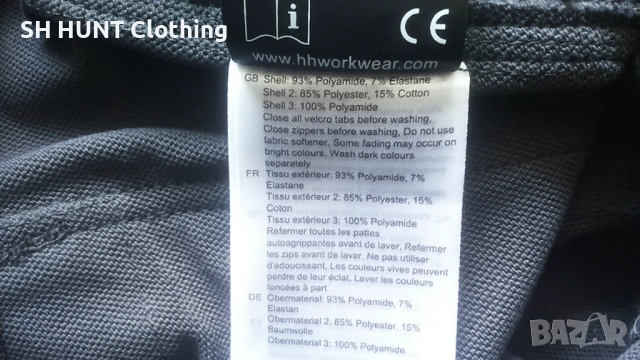 SH HUNT Clothing
i
CE
www.hhworkwear.com
GB Shell: 93% Polyamide, 7% Elastane
Shell 2: 85% Polyester, 15% Cotton
Shell 3: 100% Polyamide
Close all velcro tabs before washing,
Close zippers before washing, Do not use
fabric softener, Some fading may occur on
bright colours, Wash dark colours
separately
FR Tissu extérieur: 93% Polyamide, 7%
Elastane
Tissu extérieur 2: 85% Polyester, 15%
Coton
Tissu extérieur 3: 100% Polyamide
Refermer toutes les pattes
autoagrippantes avant de laver, Refermer
les zips avant de laver, Ne pas utiliser
d'adoucissant, Les couleurs vives peuvent
perdre de leur éclat, Laver les couleurs
foncées à part
DE Obermaterial: 93% Polyamide, 7%
Elastan
Obermaterial 2: 85% Polyester, 15%
Baumwolle
Obermaterial 3: 100% Polyamid
BAZAR